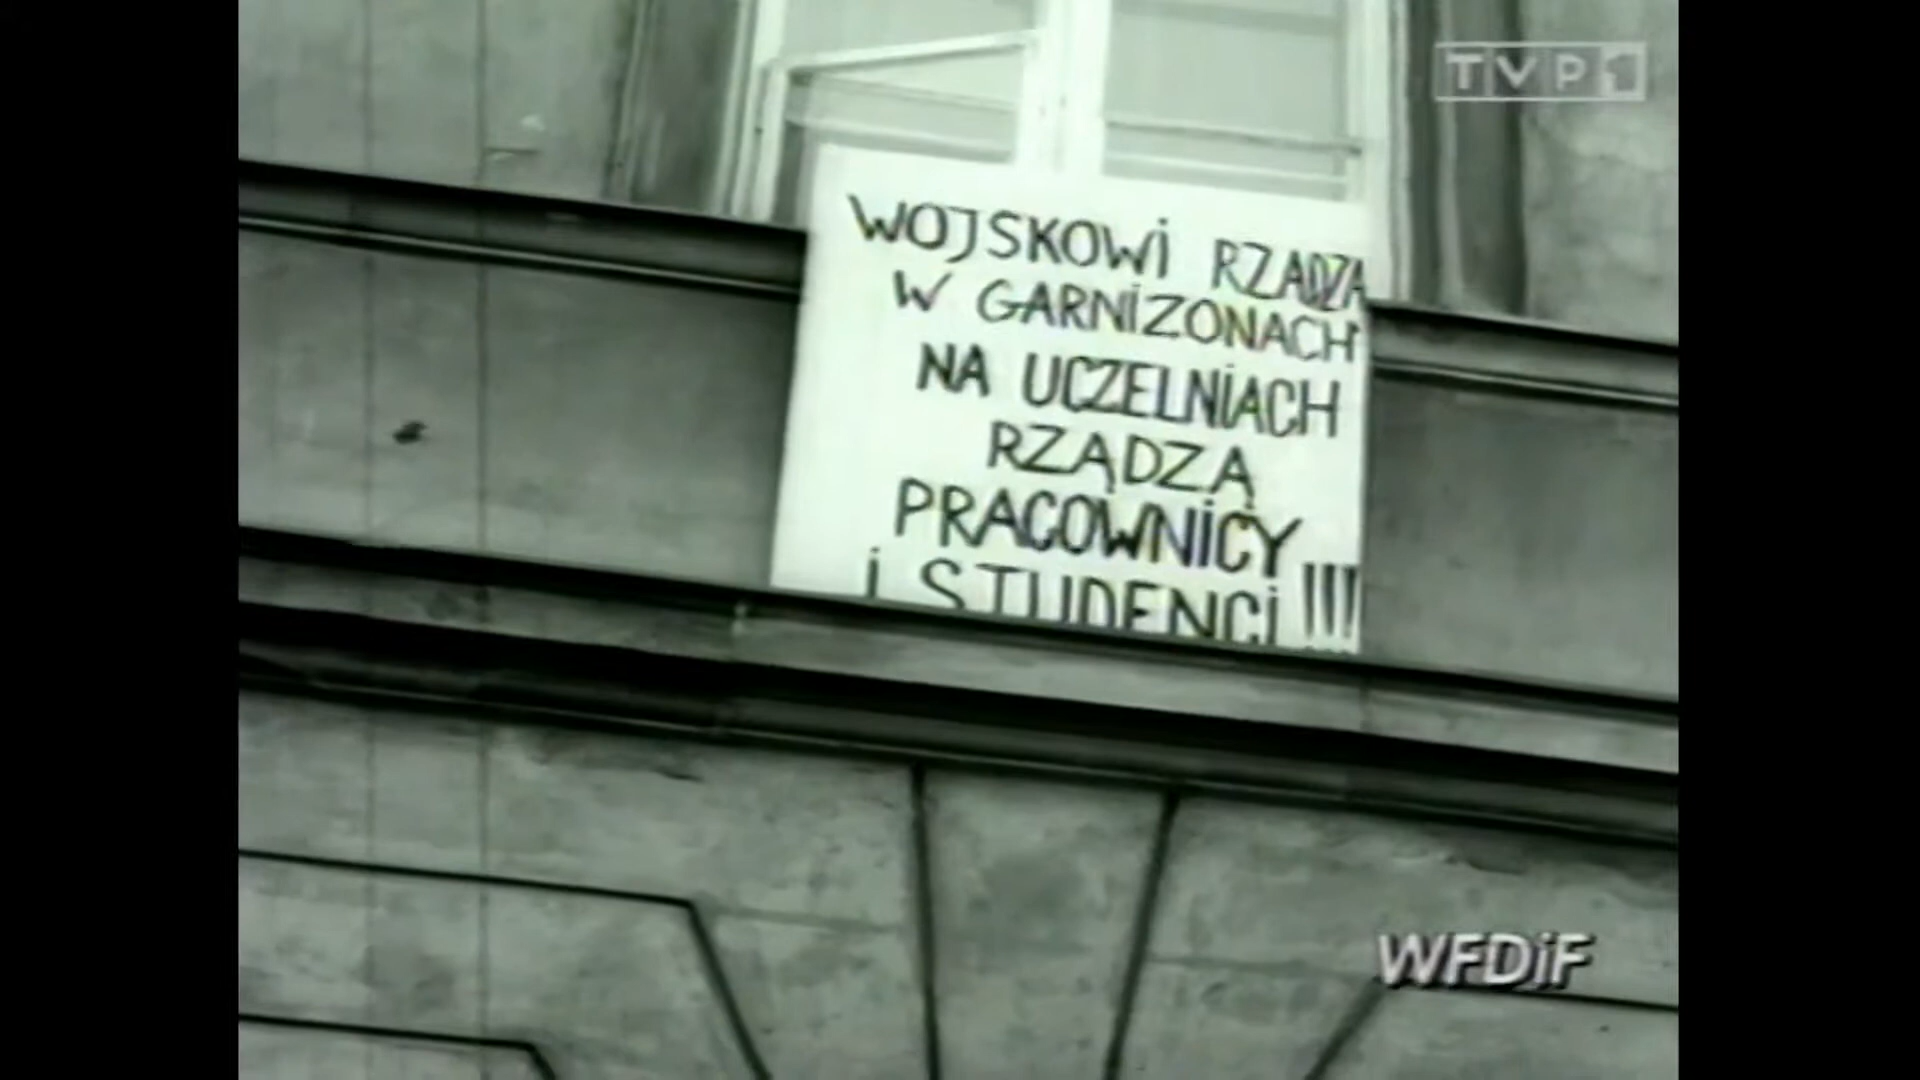 TVP1
WOJSKOWi RZĄDZĄ
W GARNiZONACH
NA UCZELNiACH
RZĄDZĄ
PRACOWNiCY
i STUDENCi!!!
WFDiF